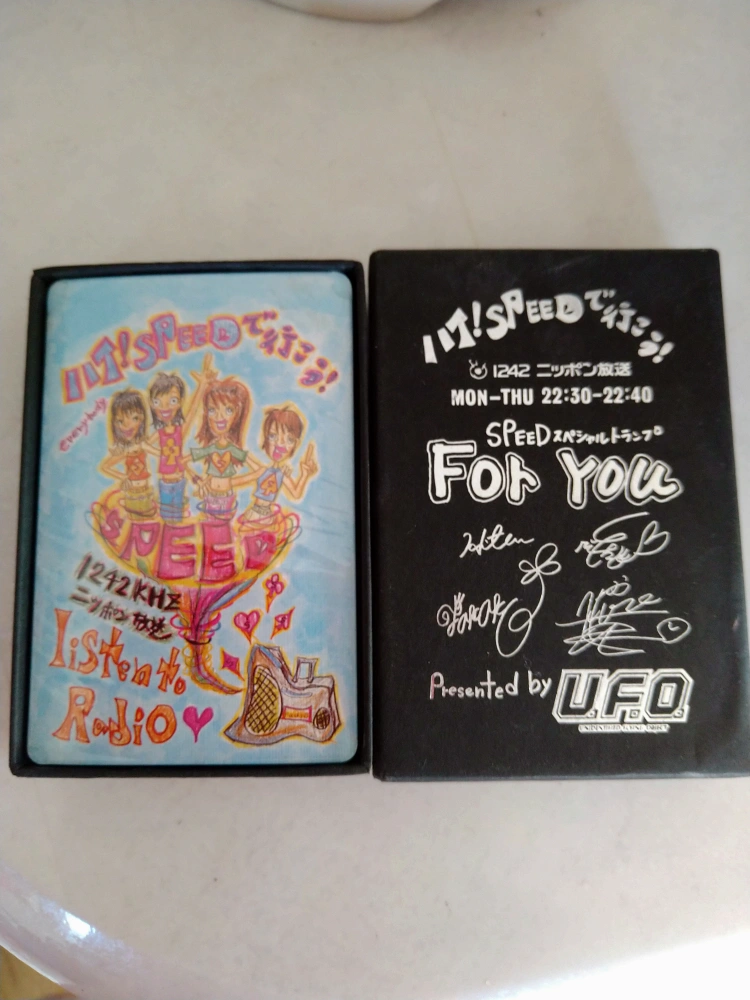 ハイ!SPEEDで行こう!
everybody
SPEED
1242KHz
ニッポン放送
Listen to
Radio
ハイ!SPEEDで行こう!
1242 ニッポン放送
MON-THU 22:30-22:40
SPEEDスペシャルトランプ
FOR YOU
Presented by U.F.O.